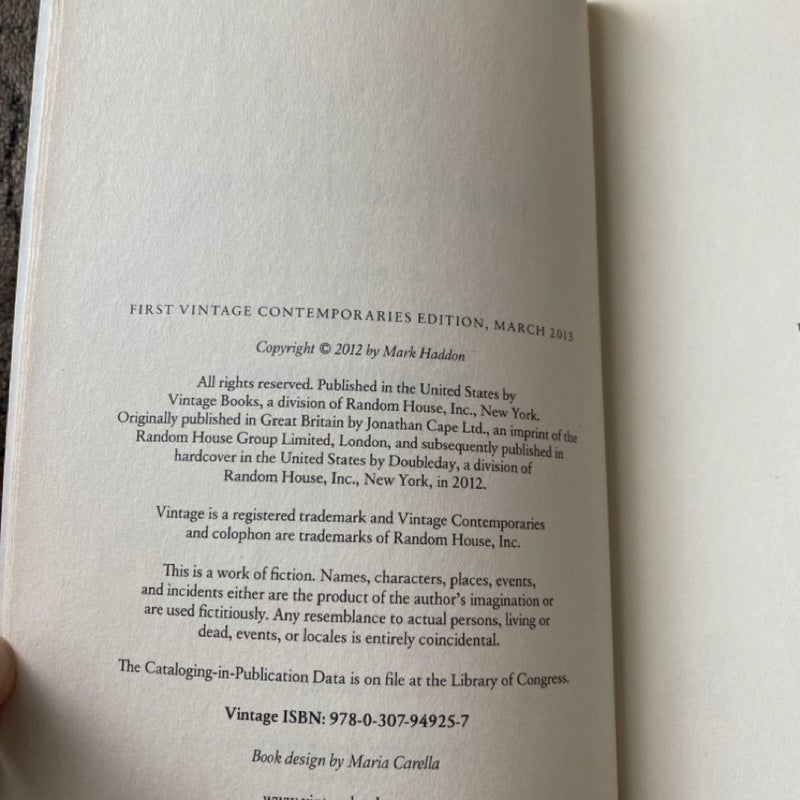 FIRST VINTAGE CONTEMPORARIES EDITION, MARCH 2013
Copyright © 2012 by Mark Haddon
All rights reserved. Published in the United States by
Vintage Books, a division of Random House, Inc., New York.
Originally published in Great Britain by Jonathan Cape Ltd., an imprint of the
Random House Group Limited, London, and subsequently published in
hardcover in the United States by Doubleday, a division of
Random House, Inc., New York, in 2012.
Vintage is a registered trademark and Vintage Contemporaries
and colophon are trademarks of Random House, Inc.
This is a work of fiction. Names, characters, places, events,
and incidents either are the product of the author's imagination or
are used fictitiously. Any resemblance to actual persons, living or
dead, events, or locales is entirely coincidental.
The Cataloging-in-Publication Data is on file at the Library of Congress.
Vintage ISBN: 978-0-307-94925-7
Book design by Maria Carella